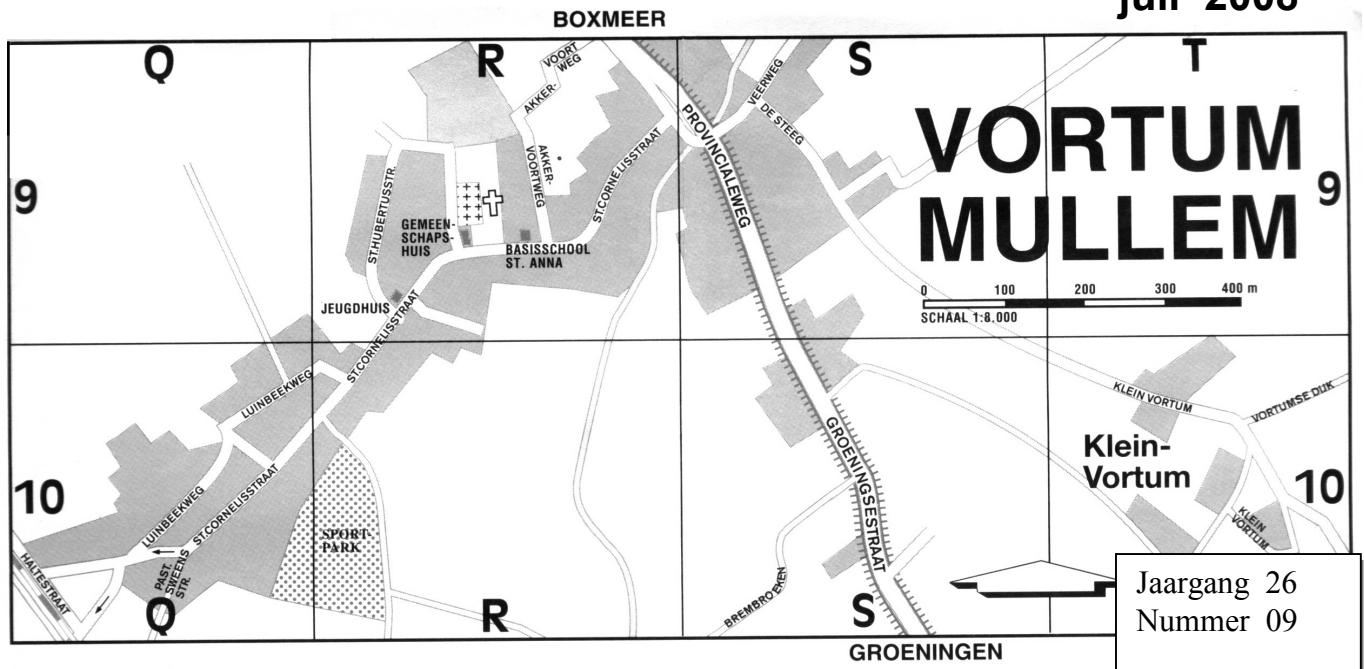 juli 2008
BOXMEER
Q
R
S
T
VORTUM
MULLEM
9
9
VOORT
WEG
AKKER-
AKKER-
VOORTWEG
ST.CORNELISSTRAAT
PROVINCIALEWEG
VEERWEG
DE STEEG
ST.HUBERTUSSTR.
GEMEEN-
SCHAPS-
HUIS
BASISSCHOOL
ST. ANNA
JEUGDHUIS
ST.CORNELISSTRAAT
0 100 200 300 400 m
SCHAAL 1:8.000
LUINBEEKWEG
KLEIN VORTUM
VORTUMSE DIJK
Klein-
Vortum
10
10
LUINBEEKWEG
ST.CORNELISSTRAAT
GROENINGSESTRAAT
KLEIN
VORTUM
SPORT-
PARK
HALTESTRAAT
PAST.
SWEENS
STR.
BREMBROEKEN
Q
R
S
GROENINGEN
Jaargang 26
Nummer 09